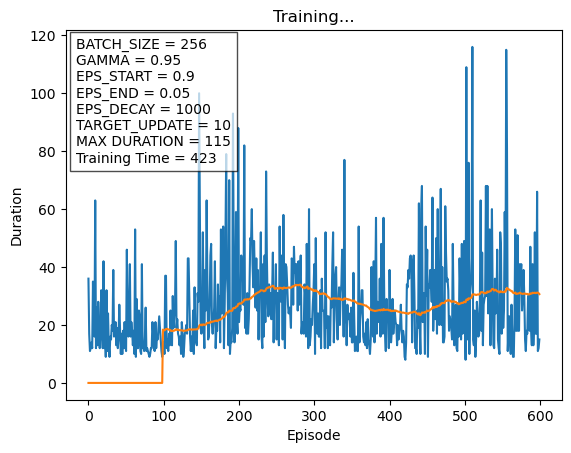 Training...
BATCH_SIZE = 256
GAMMA = 0.95
EPS_START = 0.9
EPS_END = 0.05
EPS_DECAY = 1000
TARGET_UPDATE = 10
MAX DURATION = 115
Training Time = 423
Duration
120
100
80
60
40
20
0
0 100 200 300 400 500 600
Episode